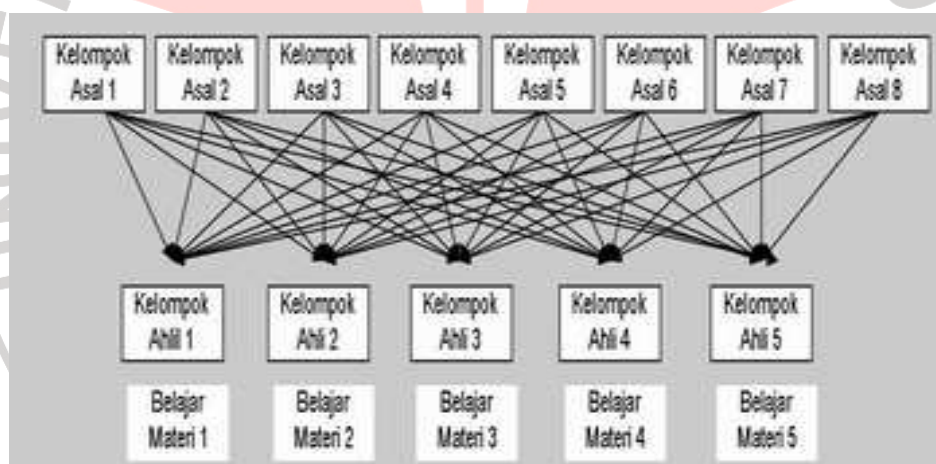 Kelompok Asal 1
Kelompok Asal 2
Kelompok Asal 3
Kelompok Asal 4
Kelompok Asal 5
Kelompok Asal 6
Kelompok Asal 7
Kelompok Asal 8
Kelompok Ahlil 1
Kelompok Ahli 2
Kelompok Ahli 3
Kelompok Ahli 4
Kelompok Ahli 5
Belajar Materi 1
Belajar Materi 2
Belajar Materi 3
Belajar Materi 4
Belajar Materi 5